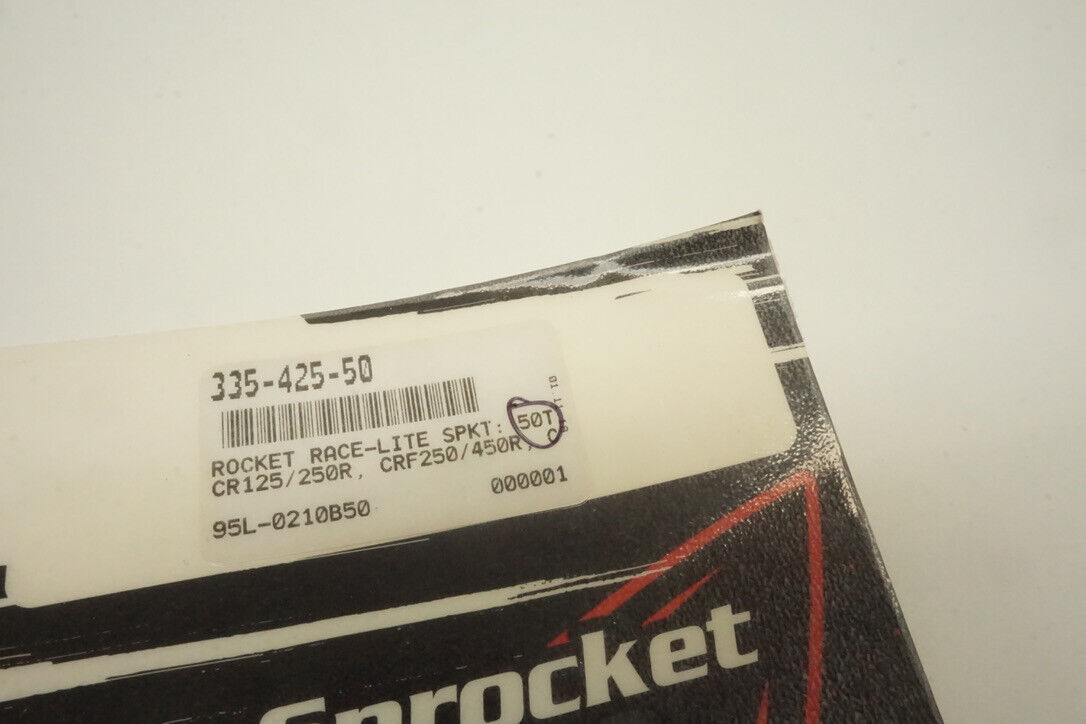 335-425-50
ROCKET RACE-LITE SPKT: 50T
CR125/250R, CRF250/450R, C
95L-0210B50
000001
Sprocket